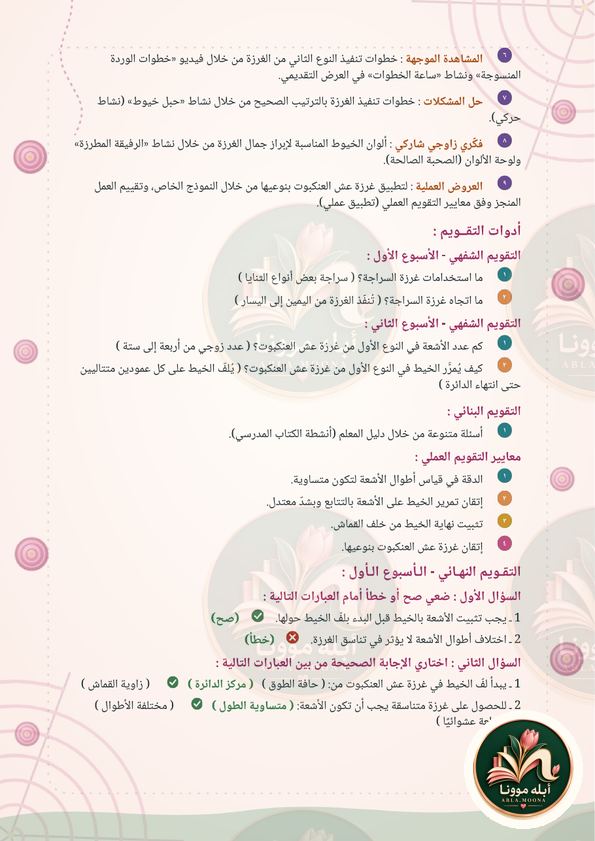 ٦ المشاهدة الموجهة : خطوات تنفيذ النوع الثاني من الغرزة من خلال فيديو «خطوات الوردة
المنسوجة» ونشاط «ساعة الخطوات» في العرض التقديمي.
٧ حل المشكلات : خطوات تنفيذ الغرزة بالترتيب الصحيح من خلال نشاط «حبل خيوط» (نشاط
حركي).
٨ فكّري زاوجي شاركي : ألوان الخيوط المناسبة لإبراز جمال الغرزة من خلال نشاط «الرفيقة المطرزة»
ولوحة الألوان (الصحبة الصالحة).
٩ العروض العملية : لتطبيق غرزة عش العنكبوت بنوعيها من خلال النموذج الخاص، وتقييم العمل
المنجز وفق معايير التقويم العملي (تطبيق عملي).
أدوات التقـويم :
التقويم الشفهي - الأسبوع الأول :
١ ما استخدامات غرزة السراجة؟ ( سراجة بعض أنواع الثنايا )
٢ ما اتجاه غرزة السراجة؟ ( تُنفّذ الغرزة من اليمين إلى اليسار )
التقويم الشفهي - الأسبوع الثاني :
١ كم عدد الأشعة في النوع الأول من غرزة عش العنكبوت؟ ( عدد زوجي من أربعة إلى ستة )
٢ كيف يُمرَّر الخيط في النوع الأول من غرزة عش العنكبوت؟ ( يُلفّ الخيط على كل عمودين متتاليين
حتى انتهاء الدائرة )
التقويم البنائي :
١ أسئلة متنوعة من خلال دليل المعلم (أنشطة الكتاب المدرسي).
معايير التقويم العملي :
١ الدقة في قياس أطوال الأشعة لتكون متساوية.
٢ إتقان تمرير الخيط على الأشعة بالتتابع وبشدّ معتدل.
٣ تثبيت نهاية الخيط من خلف القماش.
٤ إتقان غرزة عش العنكبوت بنوعيها.
التقـويم النهـائي - الـأسبوع الـأول :
السؤال الأول : ضعي صح أو خطأ أمام العبارات التالية :
1 ـ يجب تثبيت الأشعة بالخيط قبل البدء بلفّ الخيط حولها. (صح)
2 ـ اختلاف أطوال الأشعة لا يؤثر في تناسق الغرزة. (خطأ)
السؤال الثاني : اختاري الإجابة الصحيحة من بين العبارات التالية :
1 ـ يبدأ لفّ الخيط في غرزة عش العنكبوت من: ( حافة الطوق ) ( مركز الدائرة ) ( زاوية القماش )
2 ـ للحصول على غرزة متناسقة يجب أن تكون الأشعة: ( متساوية الطول ) ( مختلفة الأطوال )
عشوائيًا )
أبله موونا
ABLA.MOONA